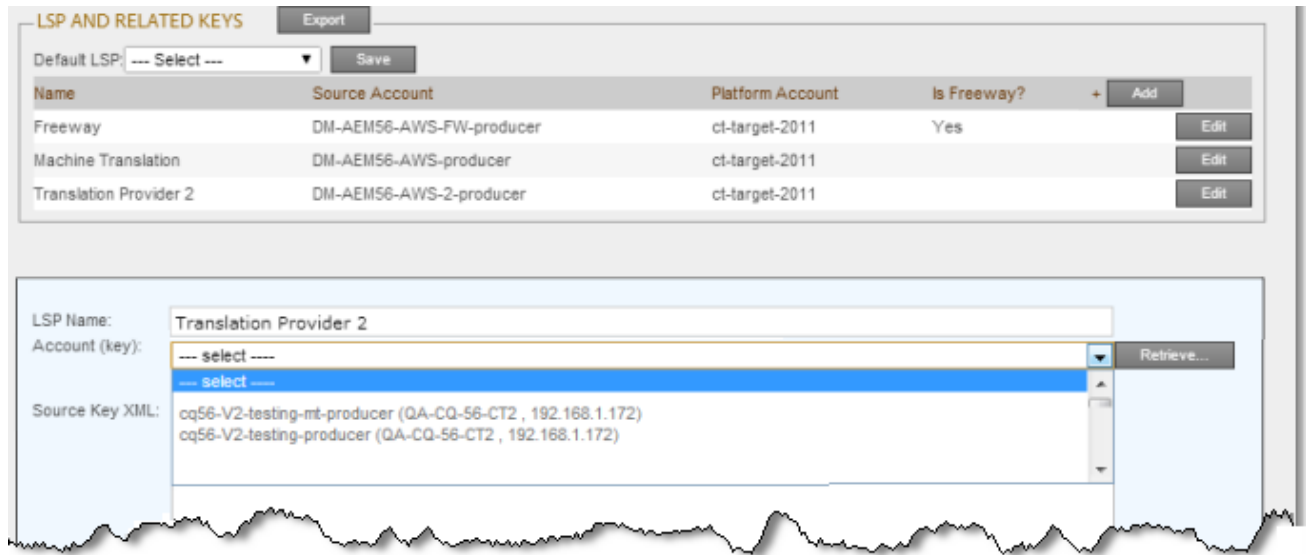 LSP AND RELATED KEYS Export
Default LSP: --- Select --- Save
Name Source Account Platform Account Is Freeway? + Add
Freeway DM-AEM56-AWS-FW-producer ct-target-2011 Yes Edit
Machine Translation DM-AEM56-AWS-producer ct-target-2011 Edit
Translation Provider 2 DM-AEM56-AWS-2-producer ct-target-2011 Edit
LSP Name: Translation Provider 2
Account (key): --- select ---- Retrieve...
--- select ----
Source Key XML: cq56-V2-testing-mt-producer (QA-CQ-56-CT2 , 192.168.1.172)
cq56-V2-testing-producer (QA-CQ-56-CT2 , 192.168.1.172)